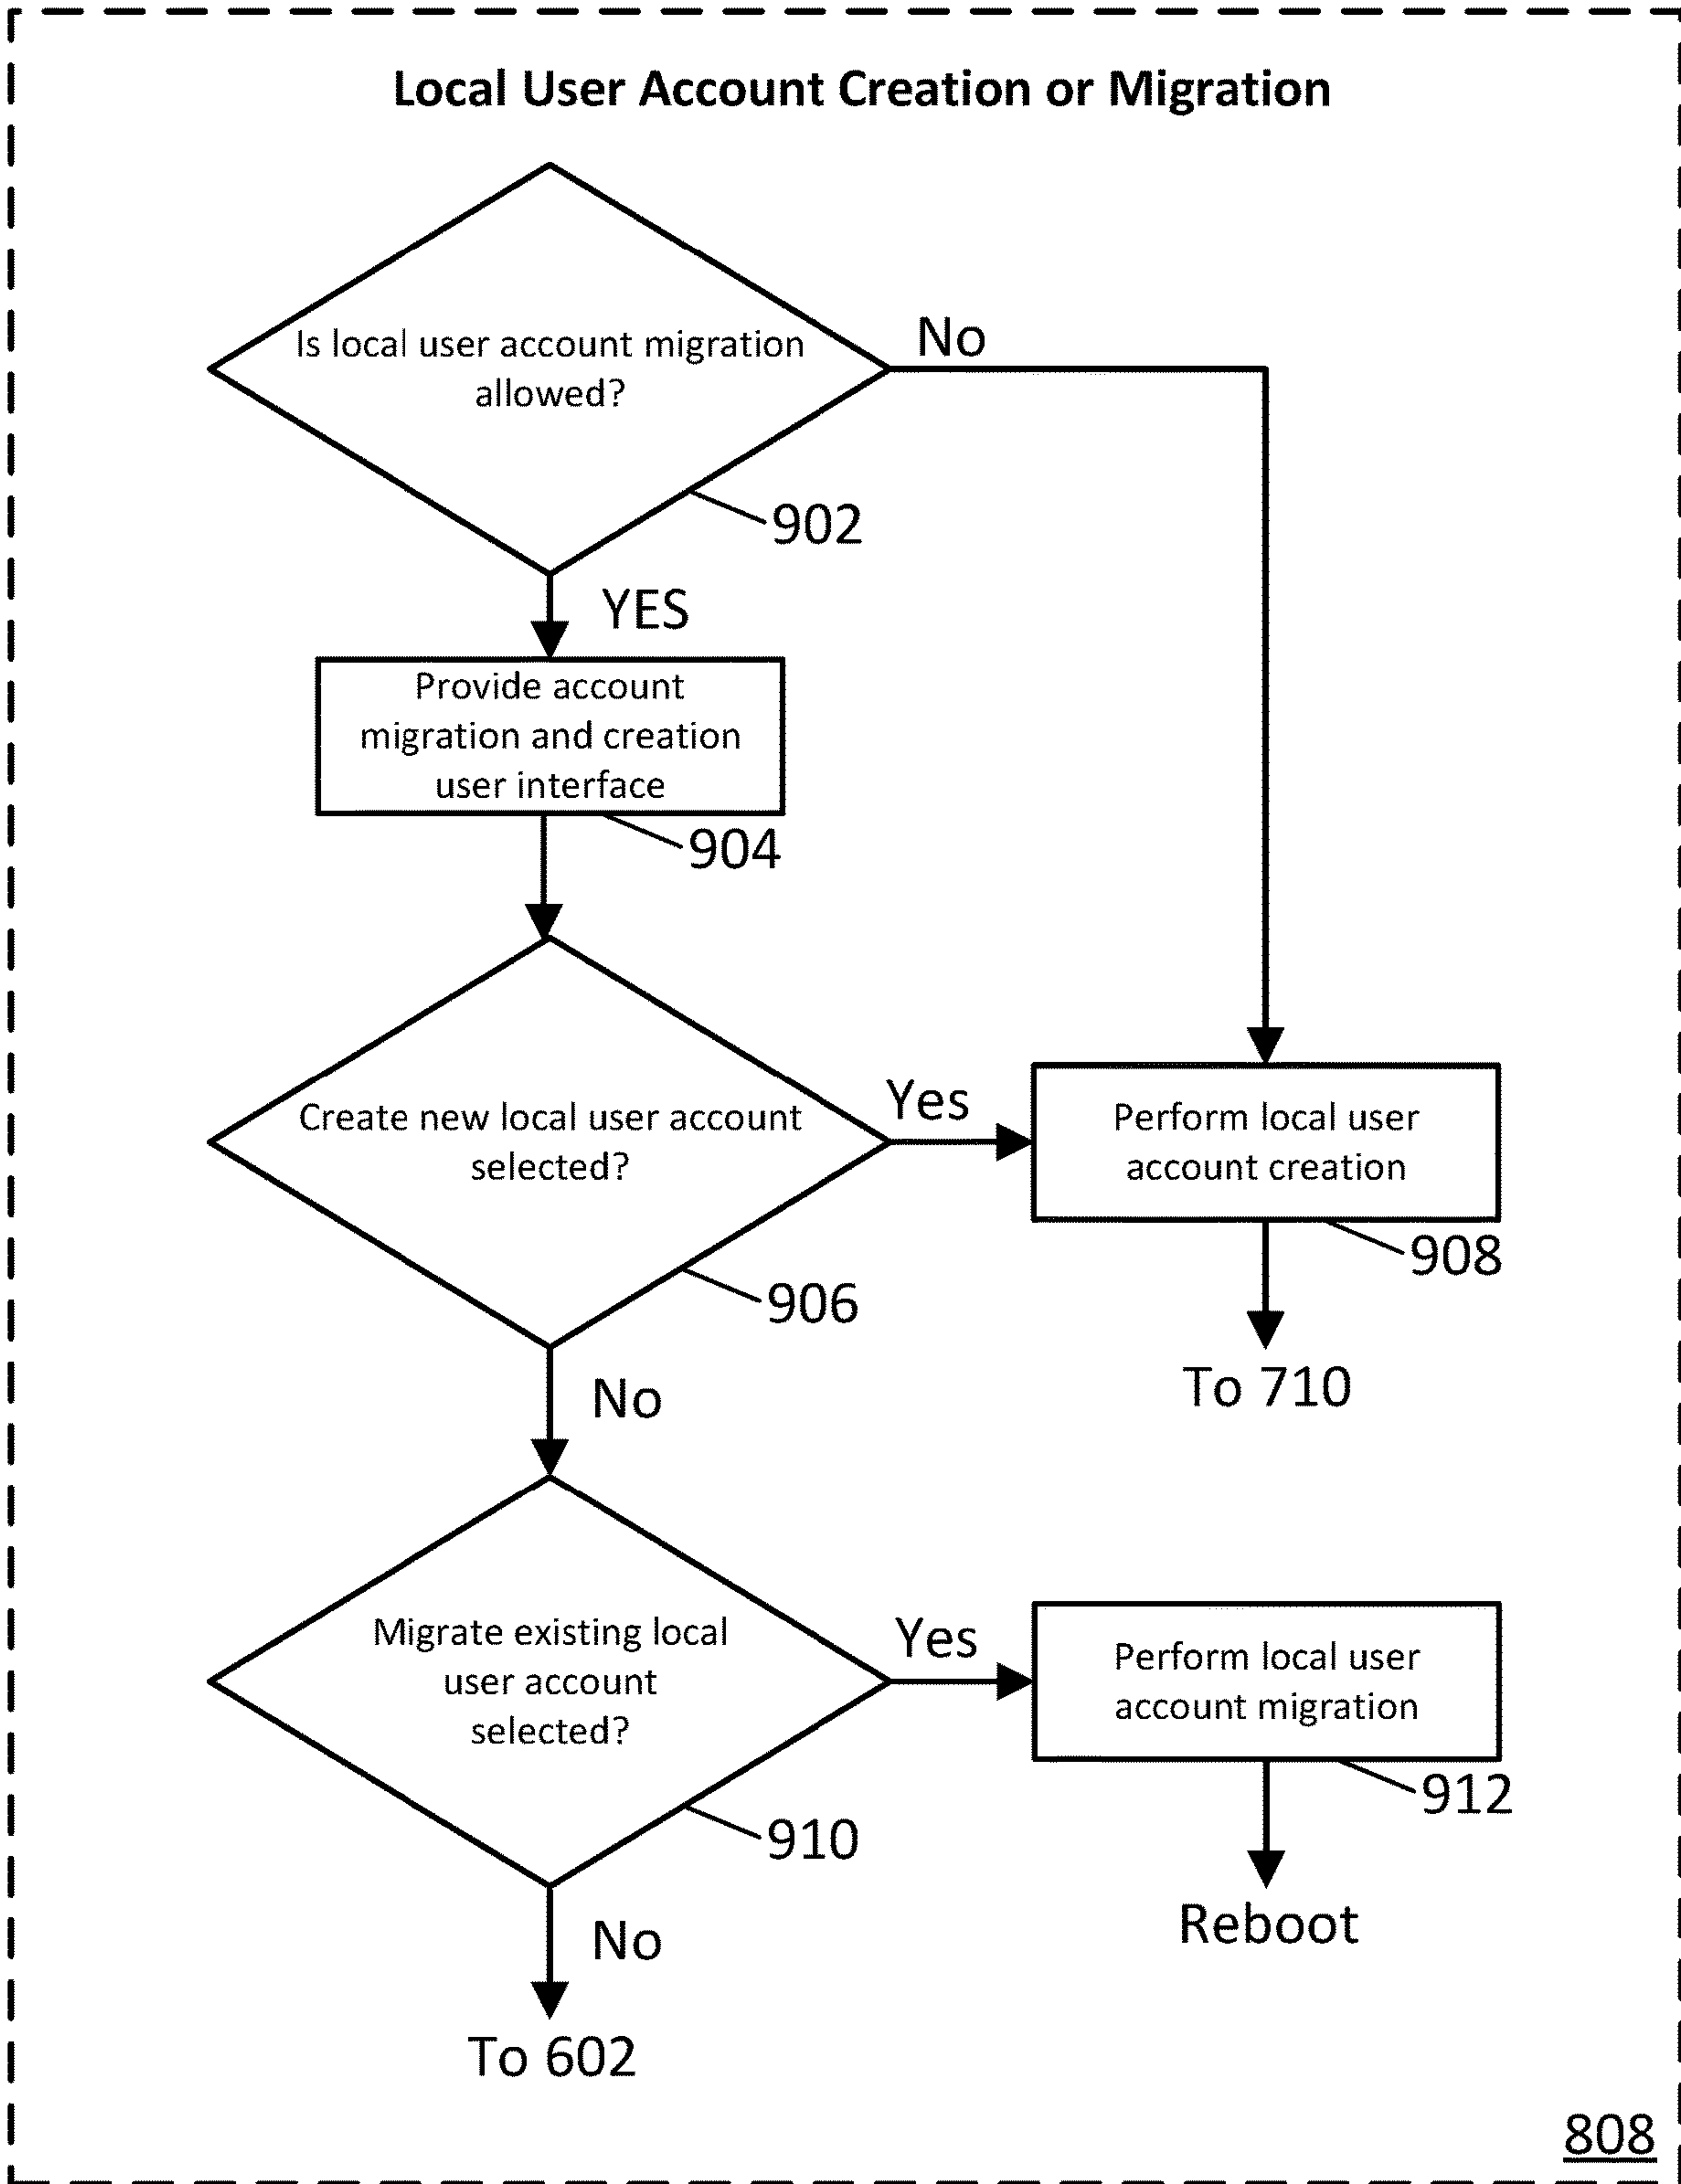 Local User Account Creation or Migration
Is local user account migration
allowed?
No
902
YES
Provide account
migration and creation
user interface
904
Create new local user account
selected?
Yes
906
Perform local user
account creation
908
To 710
No
Migrate existing local
user account
selected?
Yes
910
Perform local user
account migration
912
Reboot
No
To 602
808